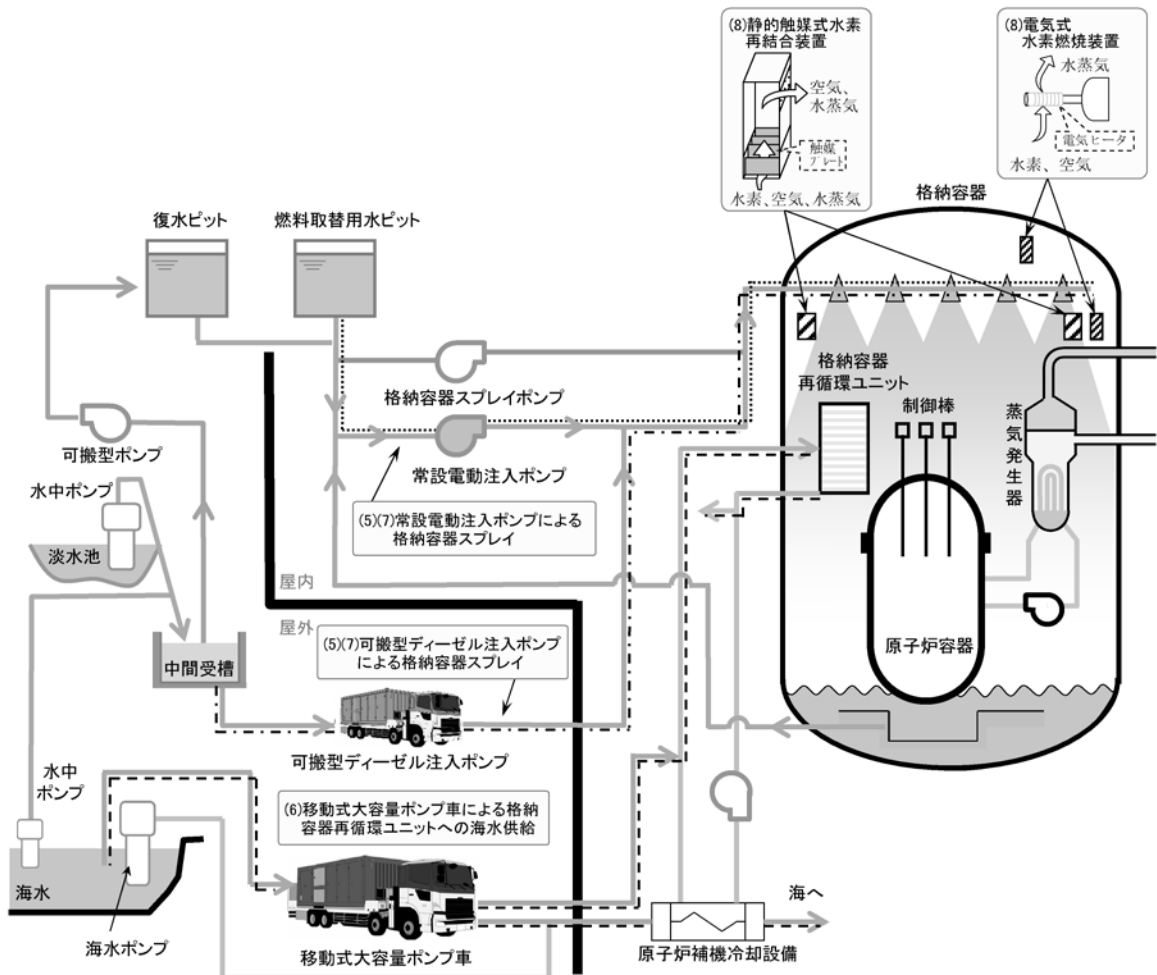 (8)静的触媒式水素
再結合装置
空気、
水蒸気
触媒
プレート
水素、空気、水蒸気
(8)電気式
水素燃焼装置
水蒸気
電気ヒータ
水素、空気
格納容器
復水ピット
燃料取替用水ピット
格納容器スプレイポンプ
可搬型ポンプ
常設電動注入ポンプ
格納容器
再循環ユニット
制御棒
蒸気発生器
水中ポンプ
淡水池
(5)(7)常設電動注入ポンプによる
格納容器スプレイ
屋内
屋外
原子炉容器
中間受槽
(5)(7)可搬型ディーゼル注入ポンプ
による格納容器スプレイ
可搬型ディーゼル注入ポンプ
水中
ポンプ
(6)移動式大容量ポンプ車による格納
容器再循環ユニットへの海水供給
海水
海水ポンプ
移動式大容量ポンプ車
原子炉補機冷却設備
海へ